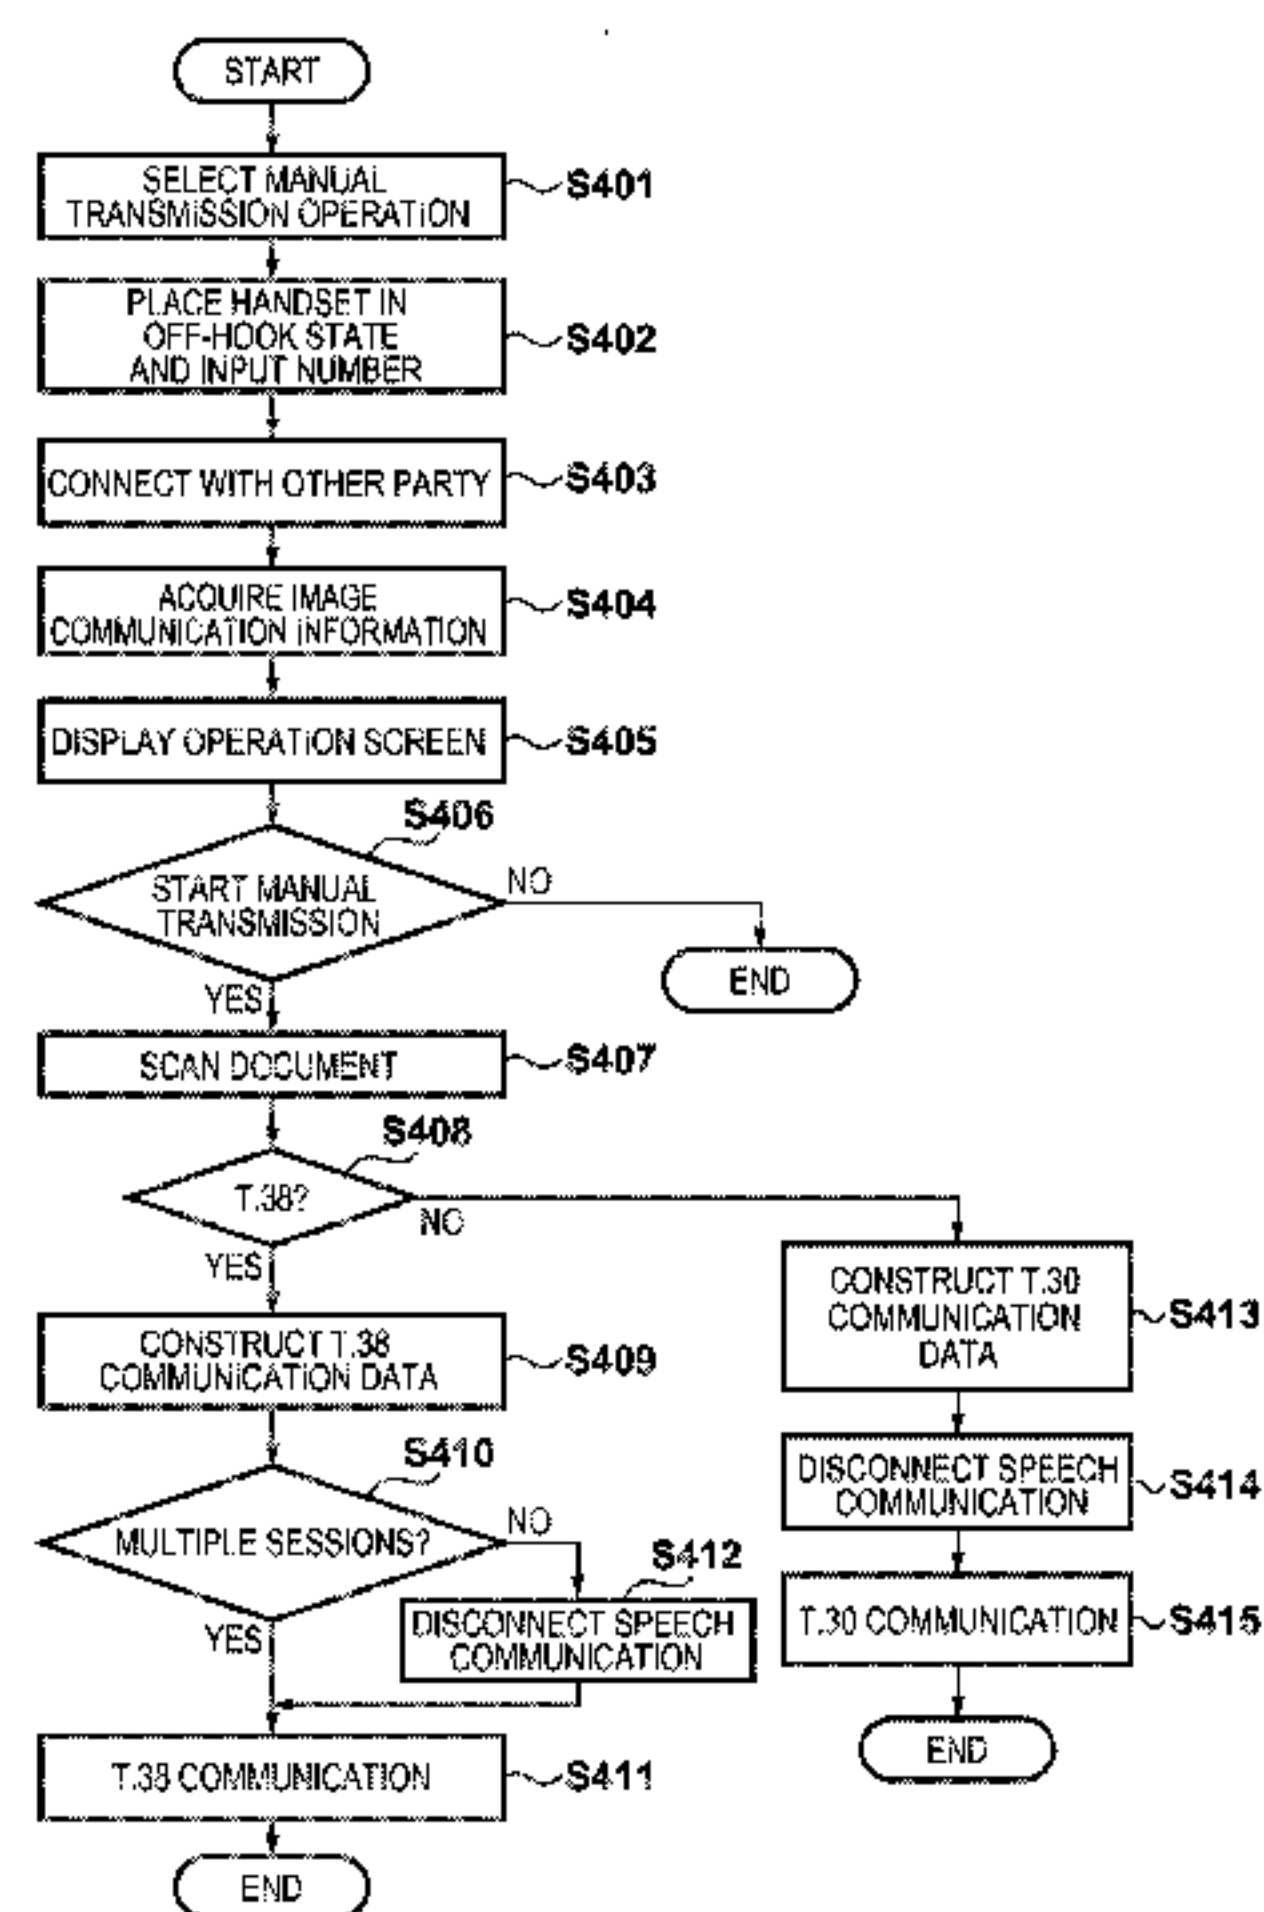 START
SELECT MANUAL
TRANSMISSION OPERATION
S401
PLACE HANDSET IN
OFF-HOOK STATE
AND INPUT NUMBER
S402
CONNECT WITH OTHER PARTY
S403
ACQUIRE IMAGE
COMMUNICATION INFORMATION
S404
DISPLAY OPERATION SCREEN
S405
S406
START MANUAL
TRANSMISSION
NO
END
YES
SCAN DOCUMENT
S407
S408
T.38?
NO
YES
CONSTRUCT T.38
COMMUNICATION DATA
S409
S410
MULTIPLE SESSIONS?
NO
S412
DISCONNECT SPEECH
COMMUNICATION
YES
T.38 COMMUNICATION
S411
END
CONSTRUCT T.30
COMMUNICATION
DATA
S413
DISCONNECT SPEECH
COMMUNICATION
S414
T.30 COMMUNICATION
S415
END